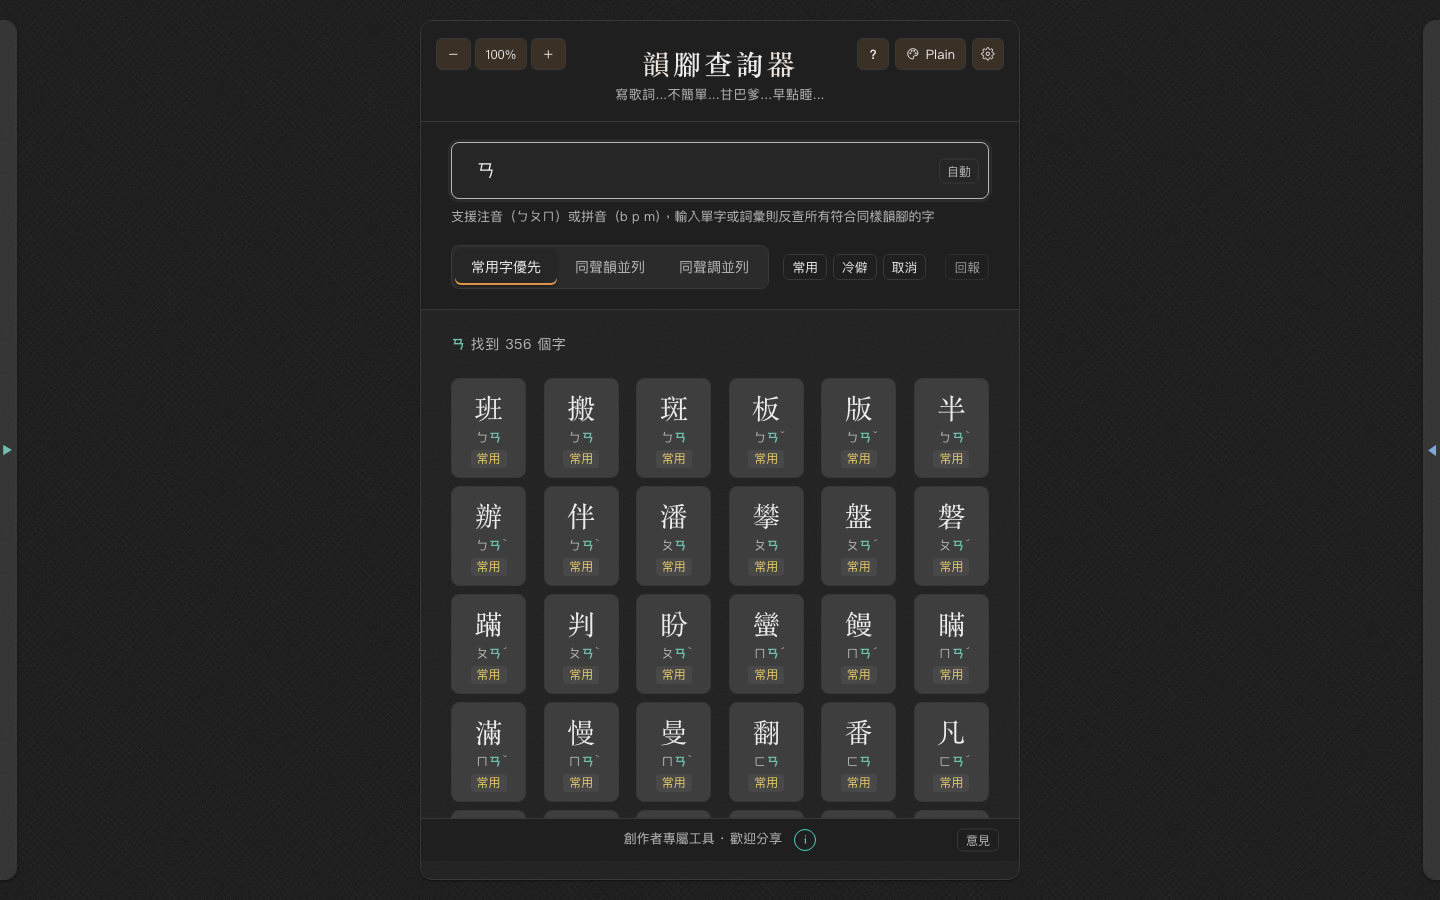 − 100% +
韻腳查詢器
? Plain
寫歌詞...不簡單...甘巴爹...早點睡...
ㄢ 自動
支援注音（ㄅㄆㄇ）或拼音（b p m），輸入單字或詞彙則反查所有符合同樣韻腳的字
常用字優先 同聲韻並列 同聲調並列 常用 冷僻 取消 回報
ㄢ 找到 356 個字
班 搬 斑 板 版 半
ㄅㄢ ㄅㄢ ㄅㄢ ㄅㄢˇ ㄅㄢˇ ㄅㄢˋ
常用 常用 常用 常用 常用 常用
辦 伴 潘 攀 盤 磐
ㄅㄢˋ ㄅㄢˋ ㄆㄢ ㄆㄢ ㄆㄢˊ ㄆㄢˊ
常用 常用 常用 常用 常用 常用
蹣 判 盼 蠻 饅 瞞
ㄆㄢˊ ㄆㄢˋ ㄆㄢˋ ㄇㄢˊ ㄇㄢˊ ㄇㄢˊ
常用 常用 常用 常用 常用 常用
滿 慢 曼 翻 番 凡
ㄇㄢˇ ㄇㄢˋ ㄇㄢˋ ㄈㄢ ㄈㄢ ㄈㄢˊ
常用 常用 常用 常用 常用 常用
創作者專屬工具 · 歡迎分享 i 意見